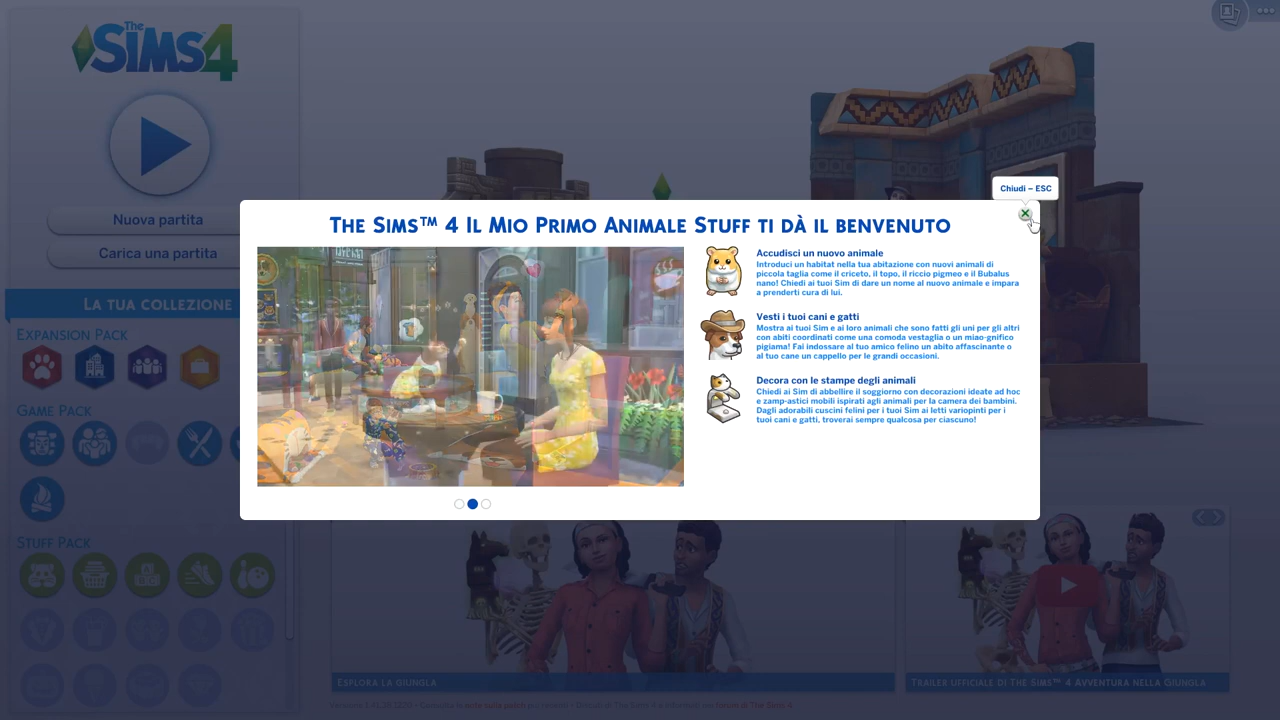 The Sims 4
Nuova partita
Carica una partita
La tua collezione
Expansion Pack
Game Pack
Stuff Pack
Chiudi – ESC
The Sims™ 4 Il Mio Primo Animale Stuff ti dà il benvenuto
Accudisci un nuovo animale
Introduci un habitat nella tua abitazione con nuovi animali di
piccola taglia come il criceto, il topo, il riccio pigmeo e il Bubalus
nano! Chiedi ai tuoi Sim di dare un nome al nuovo animale e impara
a prenderti cura di lui.
Vesti i tuoi cani e gatti
Mostra ai tuoi Sim e ai loro animali che sono fatti gli uni per gli altri
con abiti coordinati come una comoda vestaglia o un miao-gnifico
pigiama! Fai indossare al tuo amico felino un abito affascinante o
al tuo cane un cappello per le grandi occasioni.
Decora con le stampe degli animali
Chiedi ai Sim di abbellire il soggiorno con decorazioni ideate ad hoc
e zamp-astici mobili ispirati agli animali per la camera dei bambini.
Dagli adorabili cuscini felini per i tuoi Sim ai letti variopinti per i
tuoi cani e gatti, troverai sempre qualcosa per ciascuno!
Esplora la giungla
Trailer ufficiale di The Sims™ 4 Avventura nella Giungla